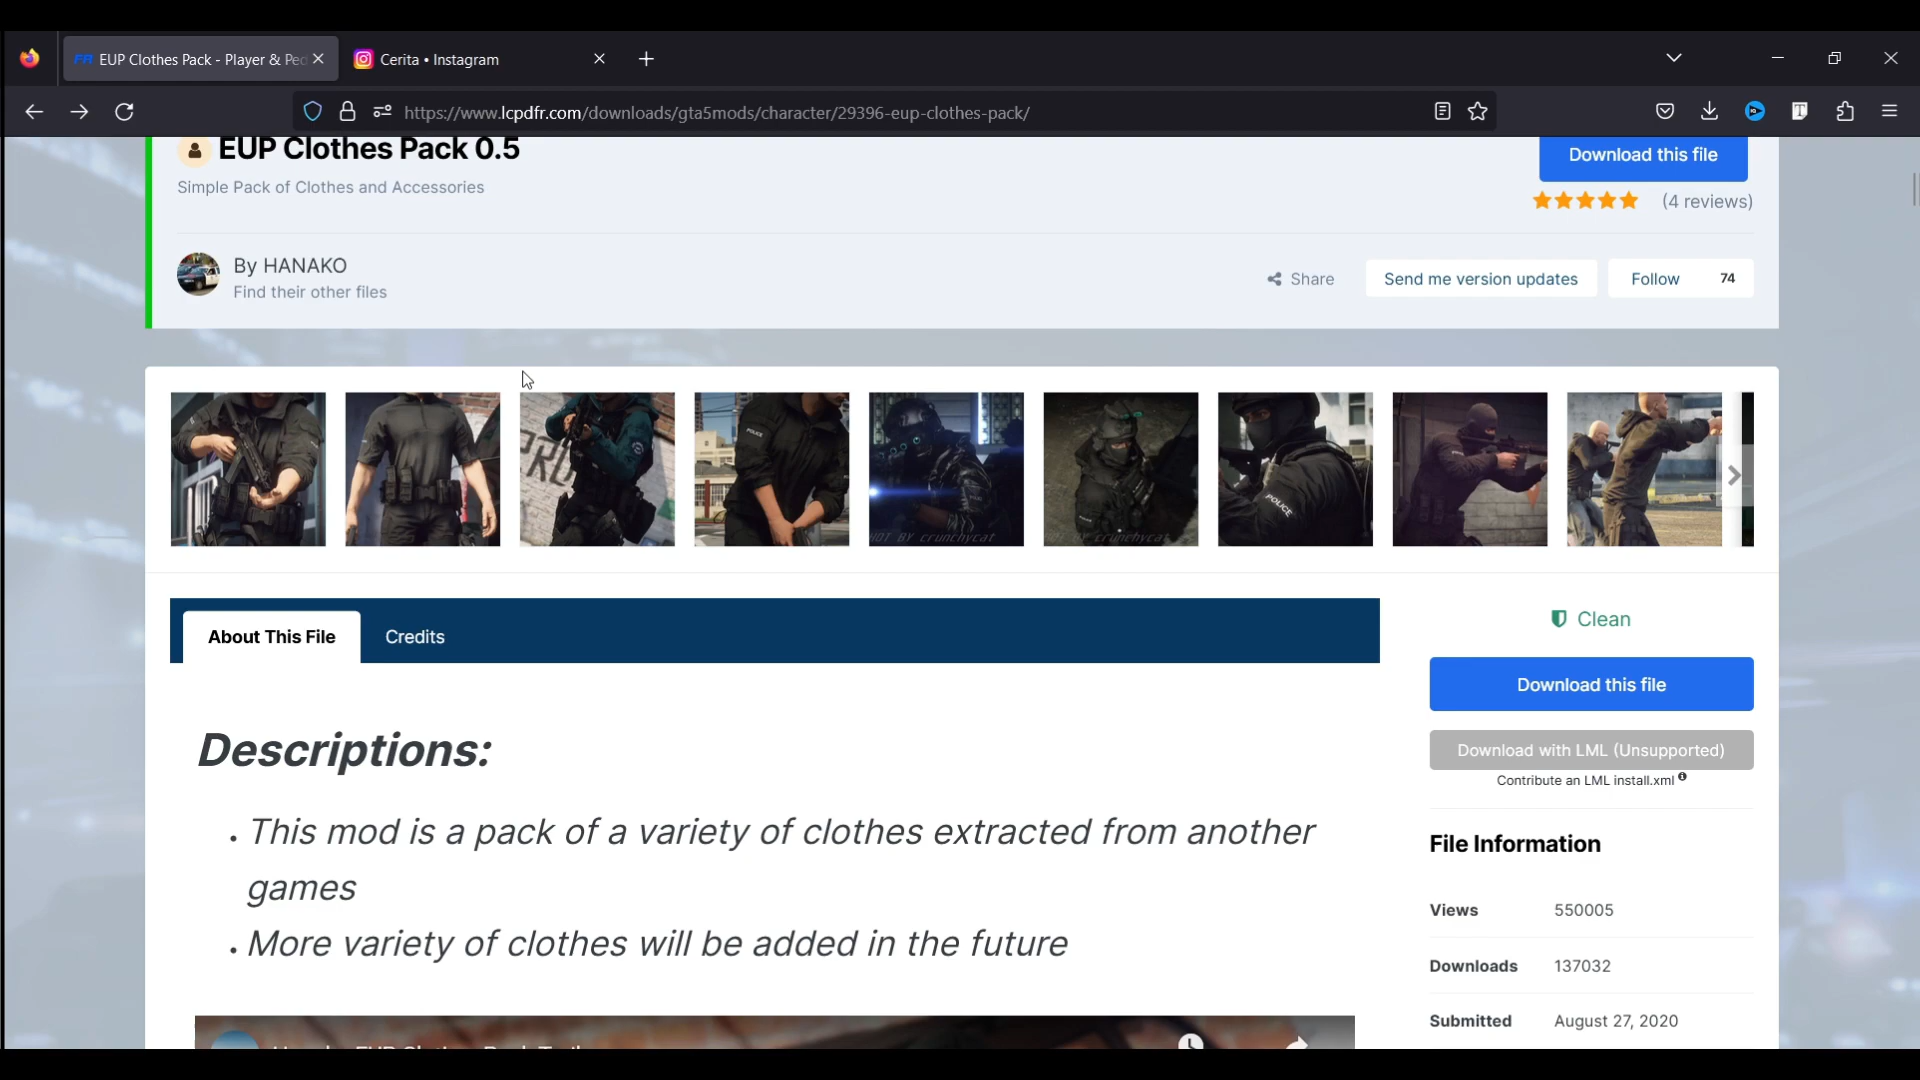 EUP Clothes Pack - Player & Ped
Cerita • Instagram
https://www.lcpdfr.com/downloads/gta5mods/character/29396-eup-clothes-pack/
EUP Clothes Pack 0.5
Download this file
Simple Pack of Clothes and Accessories
(4 reviews)
By HANAKO
Find their other files
Share
Send me version updates
Follow 74
POLICE
POLICE
About This File
Credits
Clean
Download this file
Download with LML (Unsupported)
Contribute an LML install.xml
Descriptions:
• This mod is a pack of a variety of clothes extracted from another
games
• More variety of clothes will be added in the future
File Information
Views 550005
Downloads 137032
Submitted August 27, 2020